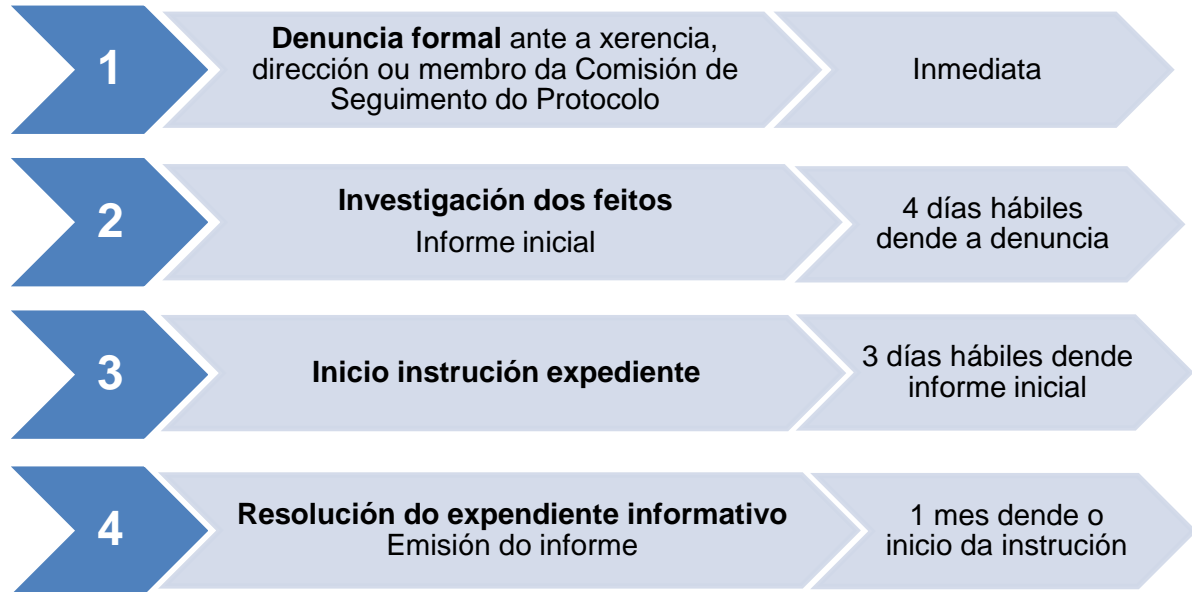 1
Denuncia formal ante a xerencia,
dirección ou membro da Comisión de
Seguimento do Protocolo
Inmediata
2
Investigación dos feitos
Informe inicial
4 días hábiles
dende a denuncia
3
Inicio instrución expediente
3 días hábiles dende
informe inicial
4
Resolución do expendiente informativo
Emisión do informe
1 mes dende o
inicio da instrución